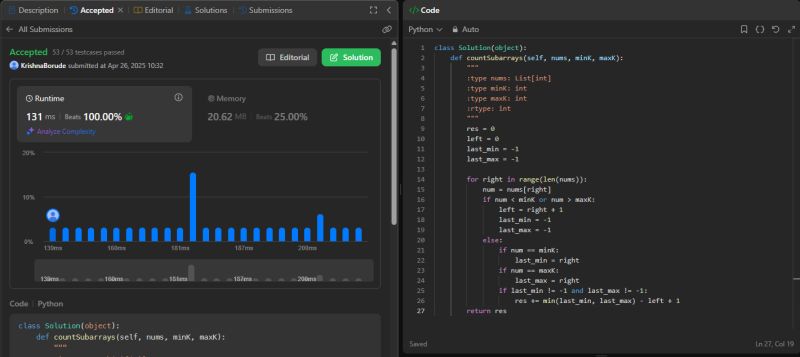 Description
Accepted
Editorial
Solutions
Submissions
All Submissions
Accepted 53 / 53 testcases passed
KrishnaBorude submitted at Apr 26, 2025 10:32
Editorial
Solution
Runtime
131 ms Beats 100.00%
Analyze Complexity
Memory
20.62 MB Beats 25.00%
20%
10%
0%
139ms 160ms 181ms 187ms 200ms
139ms 160ms 181ms 187ms 200ms
Code Python
class Solution(object):
def countSubarrays(self, nums, minK, maxK):
"""
</> Code
Python Auto
1 class Solution(object):
2 def countSubarrays(self, nums, minK, maxK):
3 """
4 :type nums: List[int]
5 :type minK: int
6 :type maxK: int
7 :rtype: int
8 """
9 res = 0
10 left = 0
11 last_min = -1
12 last_max = -1
13
14 for right in range(len(nums)):
15 num = nums[right]
16 if num < minK or num > maxK:
17 left = right + 1
18 last_min = -1
19 last_max = -1
20 else:
21 if num == minK:
22 last_min = right
23 if num == maxK:
24 last_max = right
25 if last_min != -1 and last_max != -1:
26 res += min(last_min, last_max) - left + 1
27 return res
Saved
Ln 27, Col 19